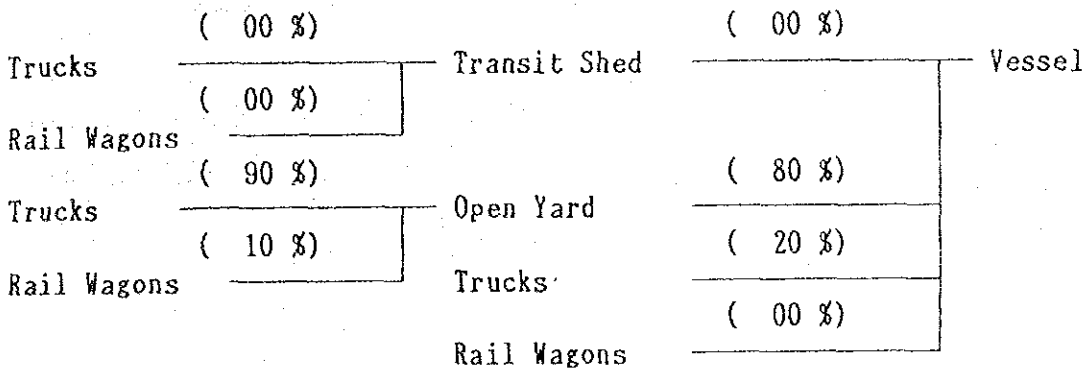 ( 00 %) ( 00 %)
Trucks Transit Shed Vessel
( 00 %)
Rail Wagons
( 90 %) ( 80 %)
Trucks Open Yard
( 10 %) ( 20 %)
Rail Wagons Trucks
( 00 %)
Rail Wagons